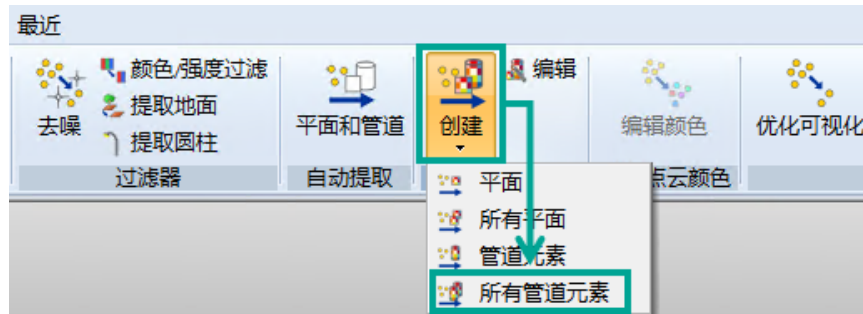 最近
去噪
颜色/强度过滤
提取地面
提取圆柱
过滤器
平面和管道
自动提取
创建
编辑
编辑颜色
点云颜色
优化可视化
平面
所有平面
管道元素
所有管道元素